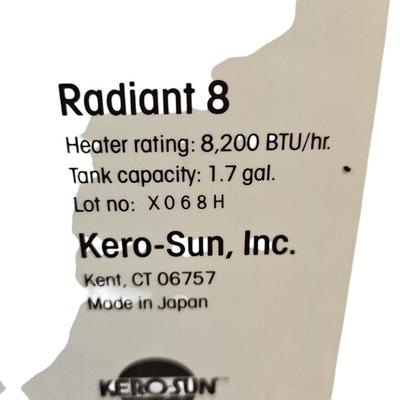 Radiant 8
Heater rating: 8,200 BTU/hr.
Tank capacity: 1.7 gal.
Lot no: X068H
Kero-Sun, Inc.
Kent, CT 06757
Made in Japan
KERO-SUN